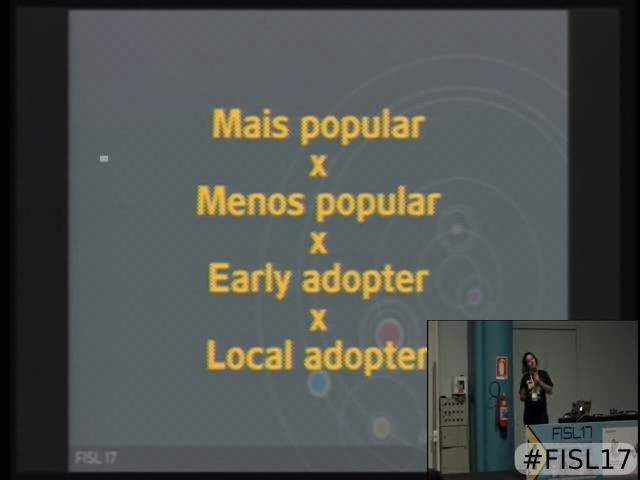 Mais popular
x
Menos popular
x
Early adopter
x
Local adopter
FISL 17
FISL17
#FISL17